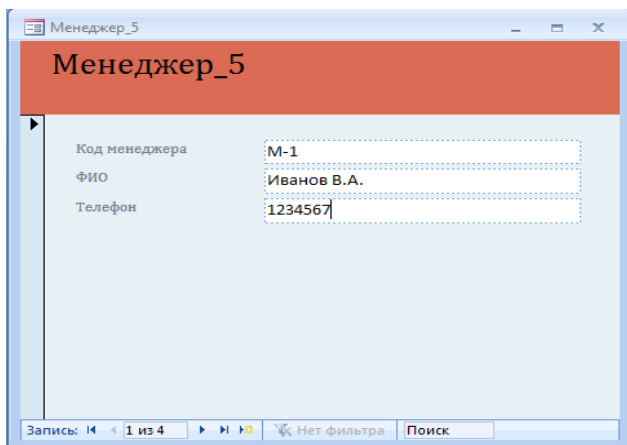 Менеджер_5
Менеджер_5
Код менеджера М-1
ФИО Иванов В.А.
Телефон 1234567
Запись: 1 из 4 Нет фильтра Поиск